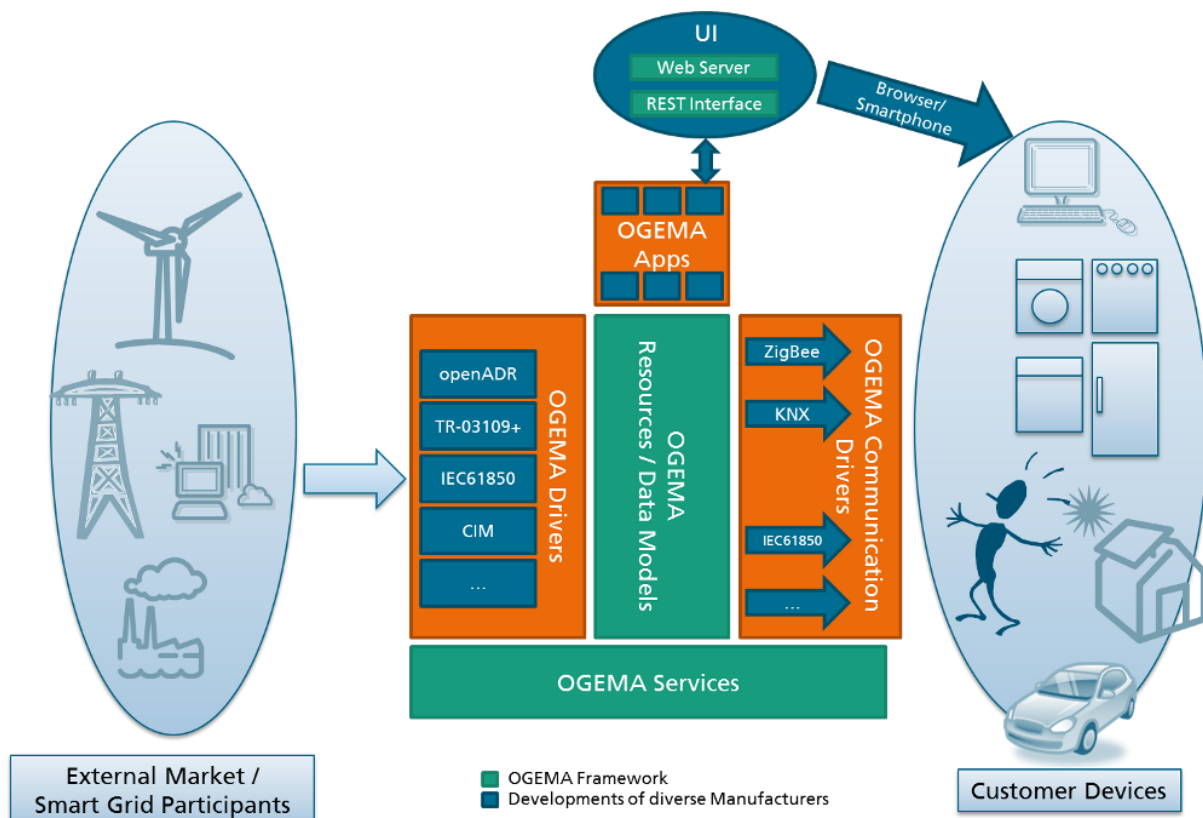 UI
Web Server
REST Interface
Browser/
Smartphone
OGEMA
Apps
openADR
TR-03109+
IEC61850
CIM
...
OGEMA Drivers
OGEMA
Resources / Data Models
ZigBee
KNX
IEC61850
...
OGEMA Communication
Drivers
OGEMA Services
External Market /
Smart Grid Participants
OGEMA Framework
Developments of diverse Manufacturers
Customer Devices